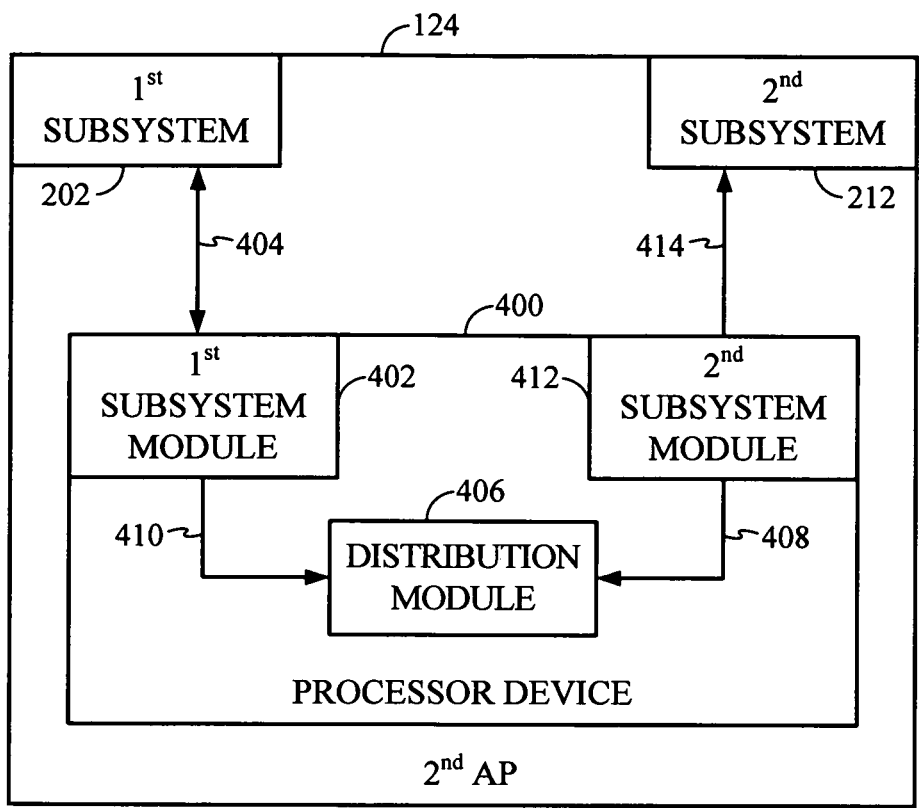 124
1st
SUBSYSTEM
2nd
SUBSYSTEM
202
212
404
414
400
1st
SUBSYSTEM
MODULE
402
412
2nd
SUBSYSTEM
MODULE
406
410
408
DISTRIBUTION
MODULE
PROCESSOR DEVICE
2nd AP